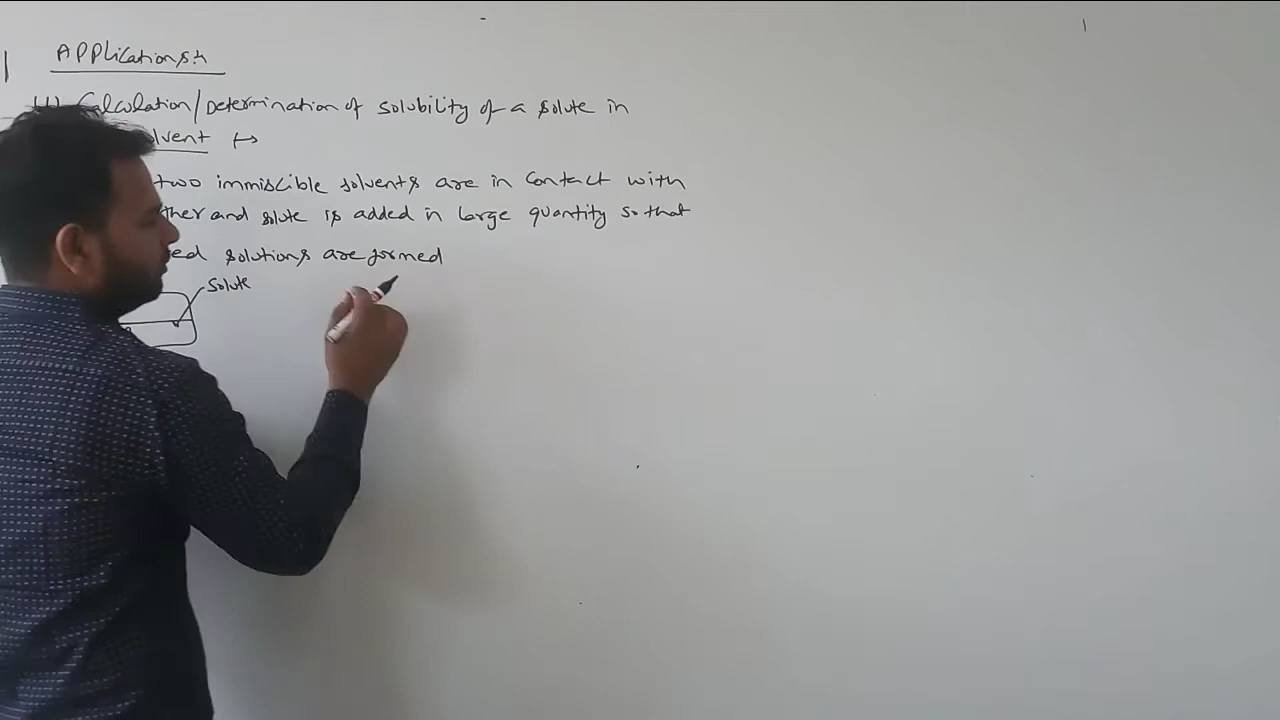 Applications:-
Calculation/Determination of solubility of a solute in
lvent ↦
two immiscible solvents are in contact with
ther and solute is added in large quantity so that
ed solutions are formed
solute